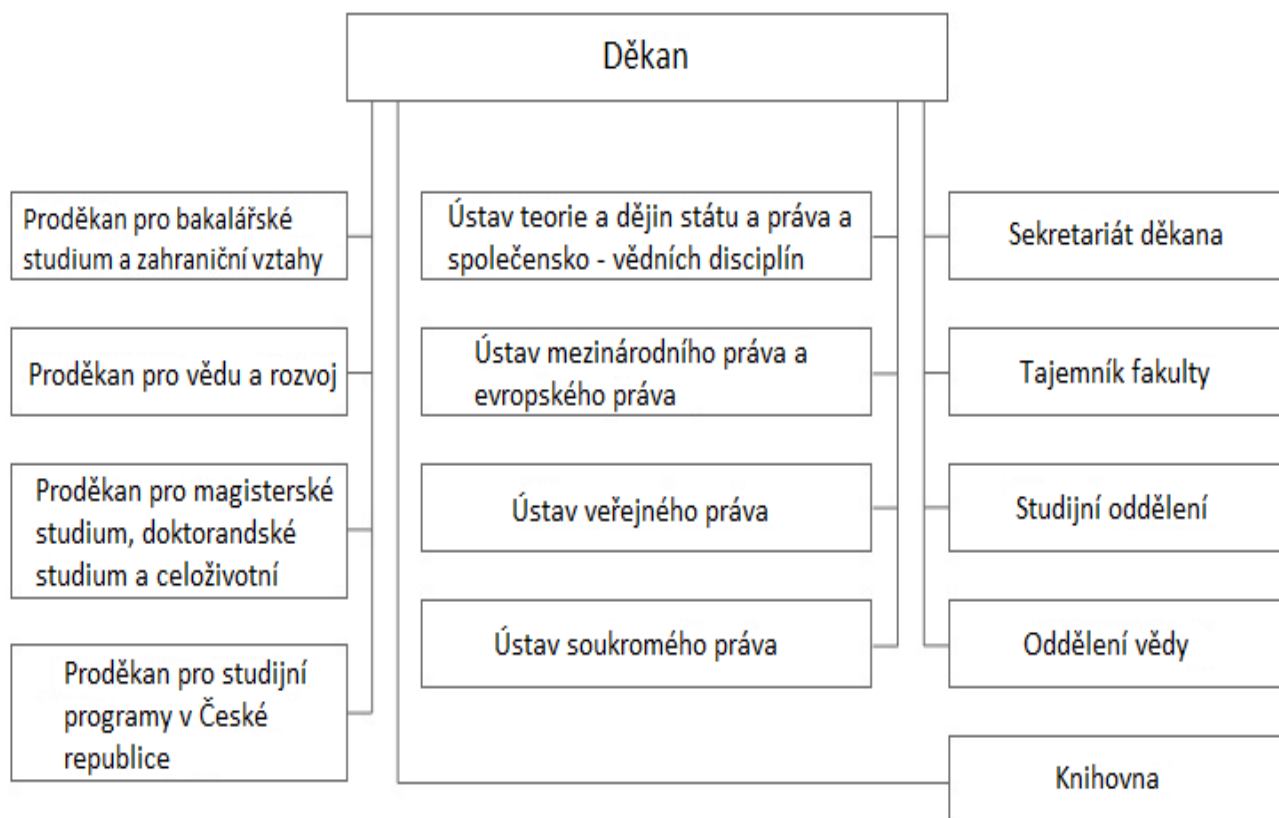 Děkan
Proděkan pro bakalářské
studium a zahraniční vztahy
Proděkan pro vědu a rozvoj
Proděkan pro magisterské
studium, doktorandské
studium a celoživotní
Proděkan pro studijní
programy v České
republice
Ústav teorie a dějin státu a práva a
společensko - vědních disciplín
Ústav mezinárodního práva a
evropského práva
Ústav veřejného práva
Ústav soukromého práva
Sekretariát děkana
Tajemník fakulty
Studijní oddělení
Oddělení vědy
Knihovna